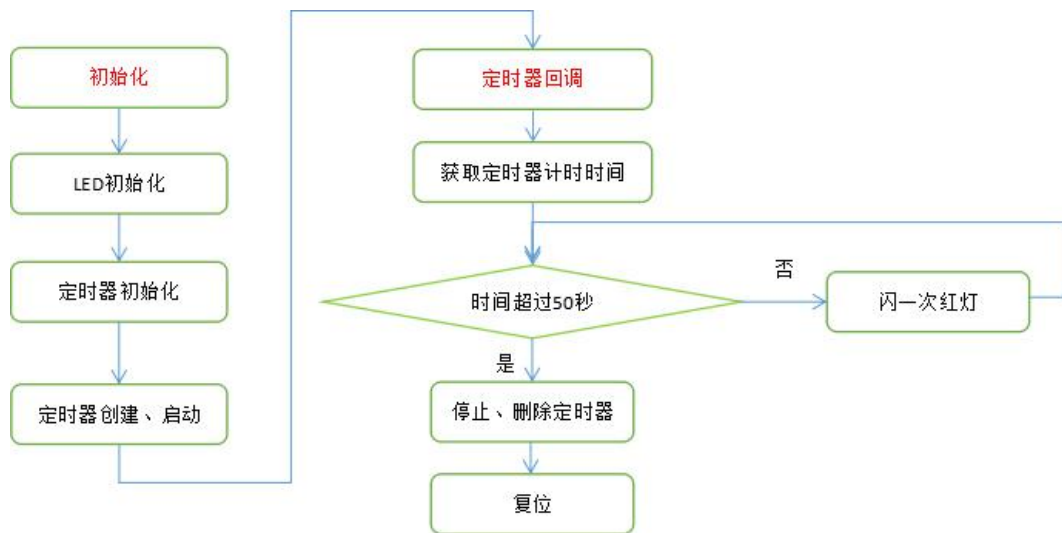 初始化
LED初始化
定时器初始化
定时器创建、启动
定时器回调
获取定时器计时时间
时间超过50秒
否
闪一次红灯
是
停止、删除定时器
复位